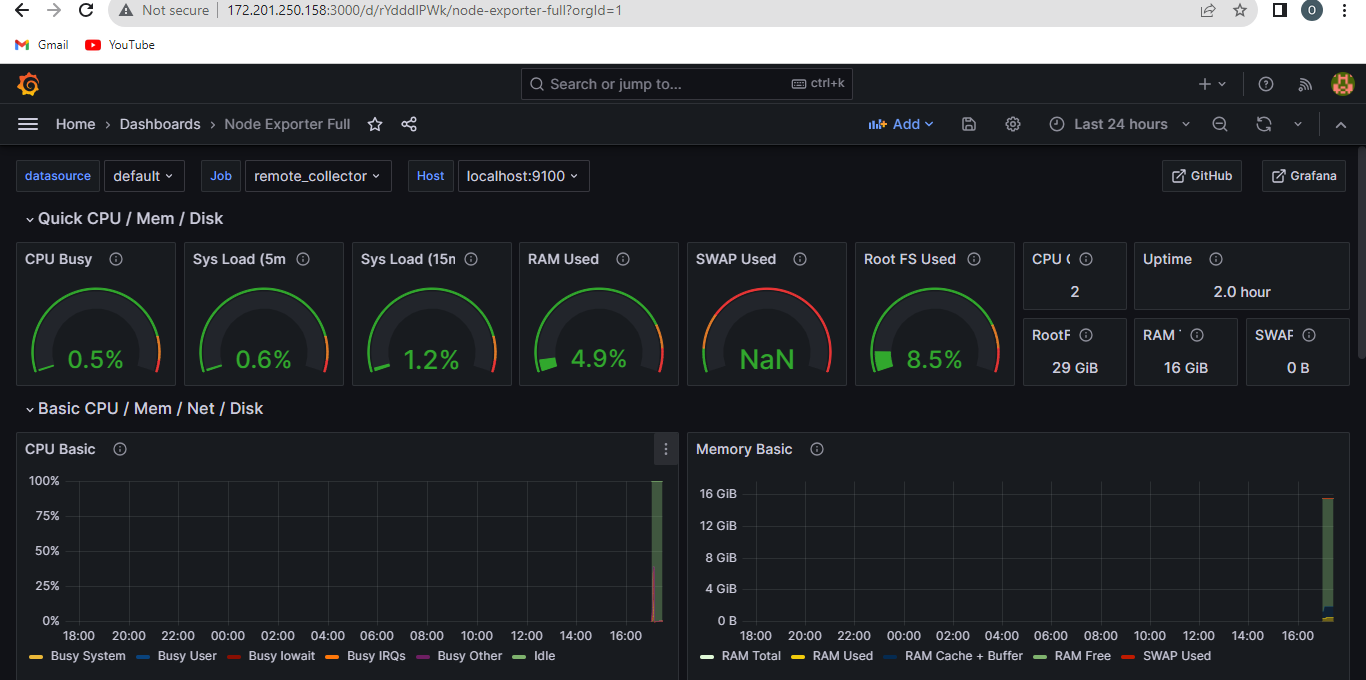 Not secure 172.201.250.158:3000/d/rYdddlPWk/node-exporter-full?orgId=1 O
Gmail YouTube
Search or jump to... ctrl+k
Home › Dashboards › Node Exporter Full Add Last 24 hours
datasource default Job remote_collector Host localhost:9100 GitHub Grafana
Quick CPU / Mem / Disk
CPU Busy Sys Load (5m Sys Load (15m RAM Used SWAP Used Root FS Used CPU C Uptime
2 2.0 hour
RootF RAM T SWAP
0.5% 0.6% 1.2% 4.9% NaN 8.5% 29 GiB 16 GiB 0 B
Basic CPU / Mem / Net / Disk
CPU Basic
100%
75%
50%
25%
0%
18:00 20:00 22:00 00:00 02:00 04:00 06:00 08:00 10:00 12:00 14:00 16:00
Busy System Busy User Busy Iowait Busy IRQs Busy Other Idle
Memory Basic
16 GiB
12 GiB
8 GiB
4 GiB
0 B
18:00 20:00 22:00 00:00 02:00 04:00 06:00 08:00 10:00 12:00 14:00 16:00
RAM Total RAM Used RAM Cache + Buffer RAM Free SWAP Used